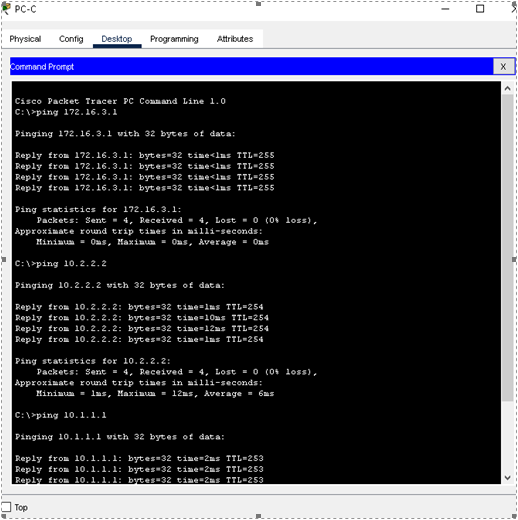 PC-C
Physical Config Desktop Programming Attributes
Command Prompt X
Cisco Packet Tracer PC Command Line 1.0
C:\>ping 172.16.3.1
Pinging 172.16.3.1 with 32 bytes of data:
Reply from 172.16.3.1: bytes=32 time<1ms TTL=255
Reply from 172.16.3.1: bytes=32 time<1ms TTL=255
Reply from 172.16.3.1: bytes=32 time<1ms TTL=255
Reply from 172.16.3.1: bytes=32 time<1ms TTL=255
Ping statistics for 172.16.3.1:
Packets: Sent = 4, Received = 4, Lost = 0 (0% loss),
Approximate round trip times in milli-seconds:
Minimum = 0ms, Maximum = 0ms, Average = 0ms
C:\>ping 10.2.2.2
Pinging 10.2.2.2 with 32 bytes of data:
Reply from 10.2.2.2: bytes=32 time=1ms TTL=254
Reply from 10.2.2.2: bytes=32 time=10ms TTL=254
Reply from 10.2.2.2: bytes=32 time=12ms TTL=254
Reply from 10.2.2.2: bytes=32 time=1ms TTL=254
Ping statistics for 10.2.2.2:
Packets: Sent = 4, Received = 4, Lost = 0 (0% loss),
Approximate round trip times in milli-seconds:
Minimum = 1ms, Maximum = 12ms, Average = 6ms
C:\>ping 10.1.1.1
Pinging 10.1.1.1 with 32 bytes of data:
Reply from 10.1.1.1: bytes=32 time=2ms TTL=253
Reply from 10.1.1.1: bytes=32 time=2ms TTL=253
Reply from 10.1.1.1: bytes=32 time=2ms TTL=253
Top